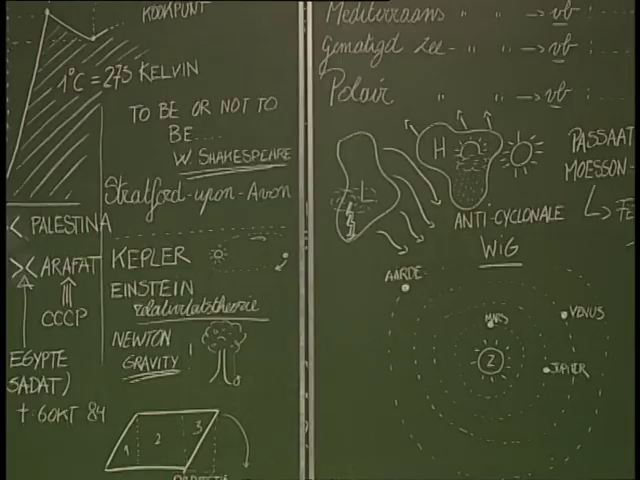 KOOKPUNT
1°C = 275 KELVIN
TO BE OR NOT TO
BE....
W. SHAKESPEARE
Stratford-upon-Avon
< PALESTINA
>< ARAFAT
CCCP
EGYPTE
SADAT)
† 6OKT 84
KEPLER
EINSTEIN
relativiteitstheorie
NEWTON
GRAVITY
1 2 3
Mediterraans " " → vb
Gematigd Zee- " " → vb
Polair " " → vb
H
L
PASSAAT
MOESSON-
ANTI-CYCLONALE
WIG
AARDE
MARS
VENUS
Z
JUPITER